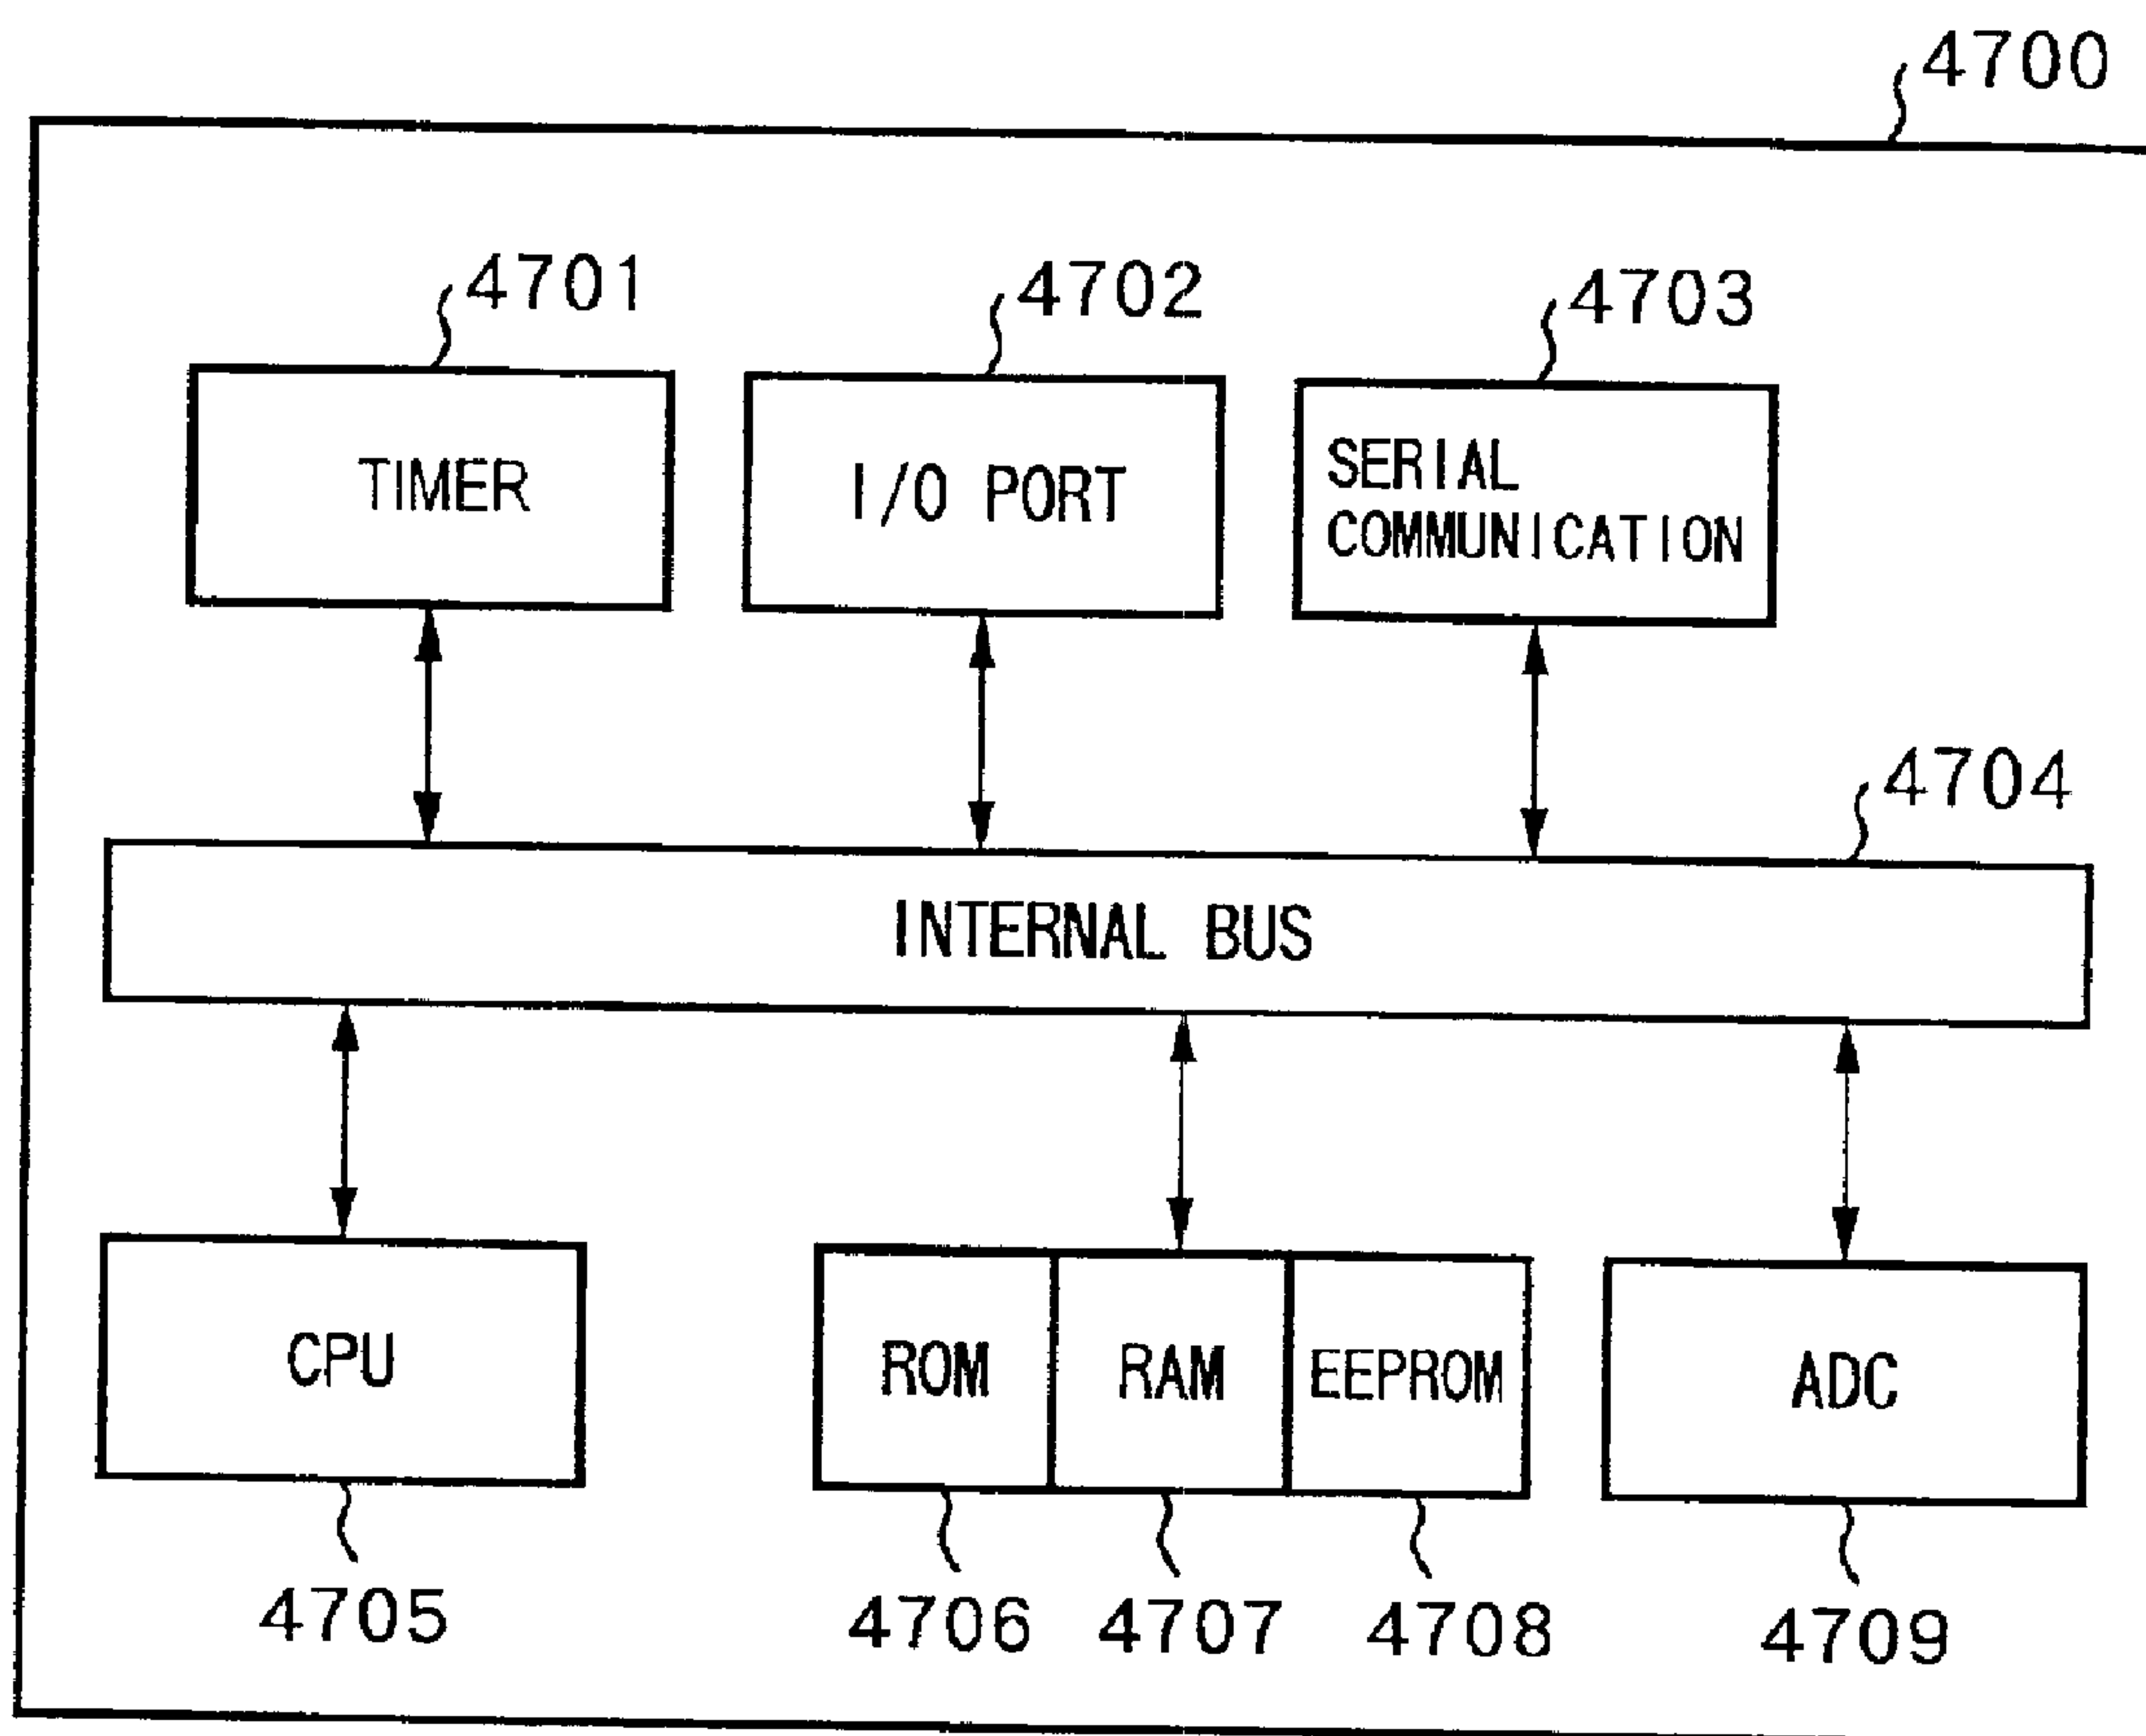 4700
4701
4702
4703
TIMER
I/O PORT
SERIAL
COMMUNICATION
4704
INTERNAL BUS
CPU
ROM
RAM
EEPROM
ADC
4705
4706
4707
4708
4709